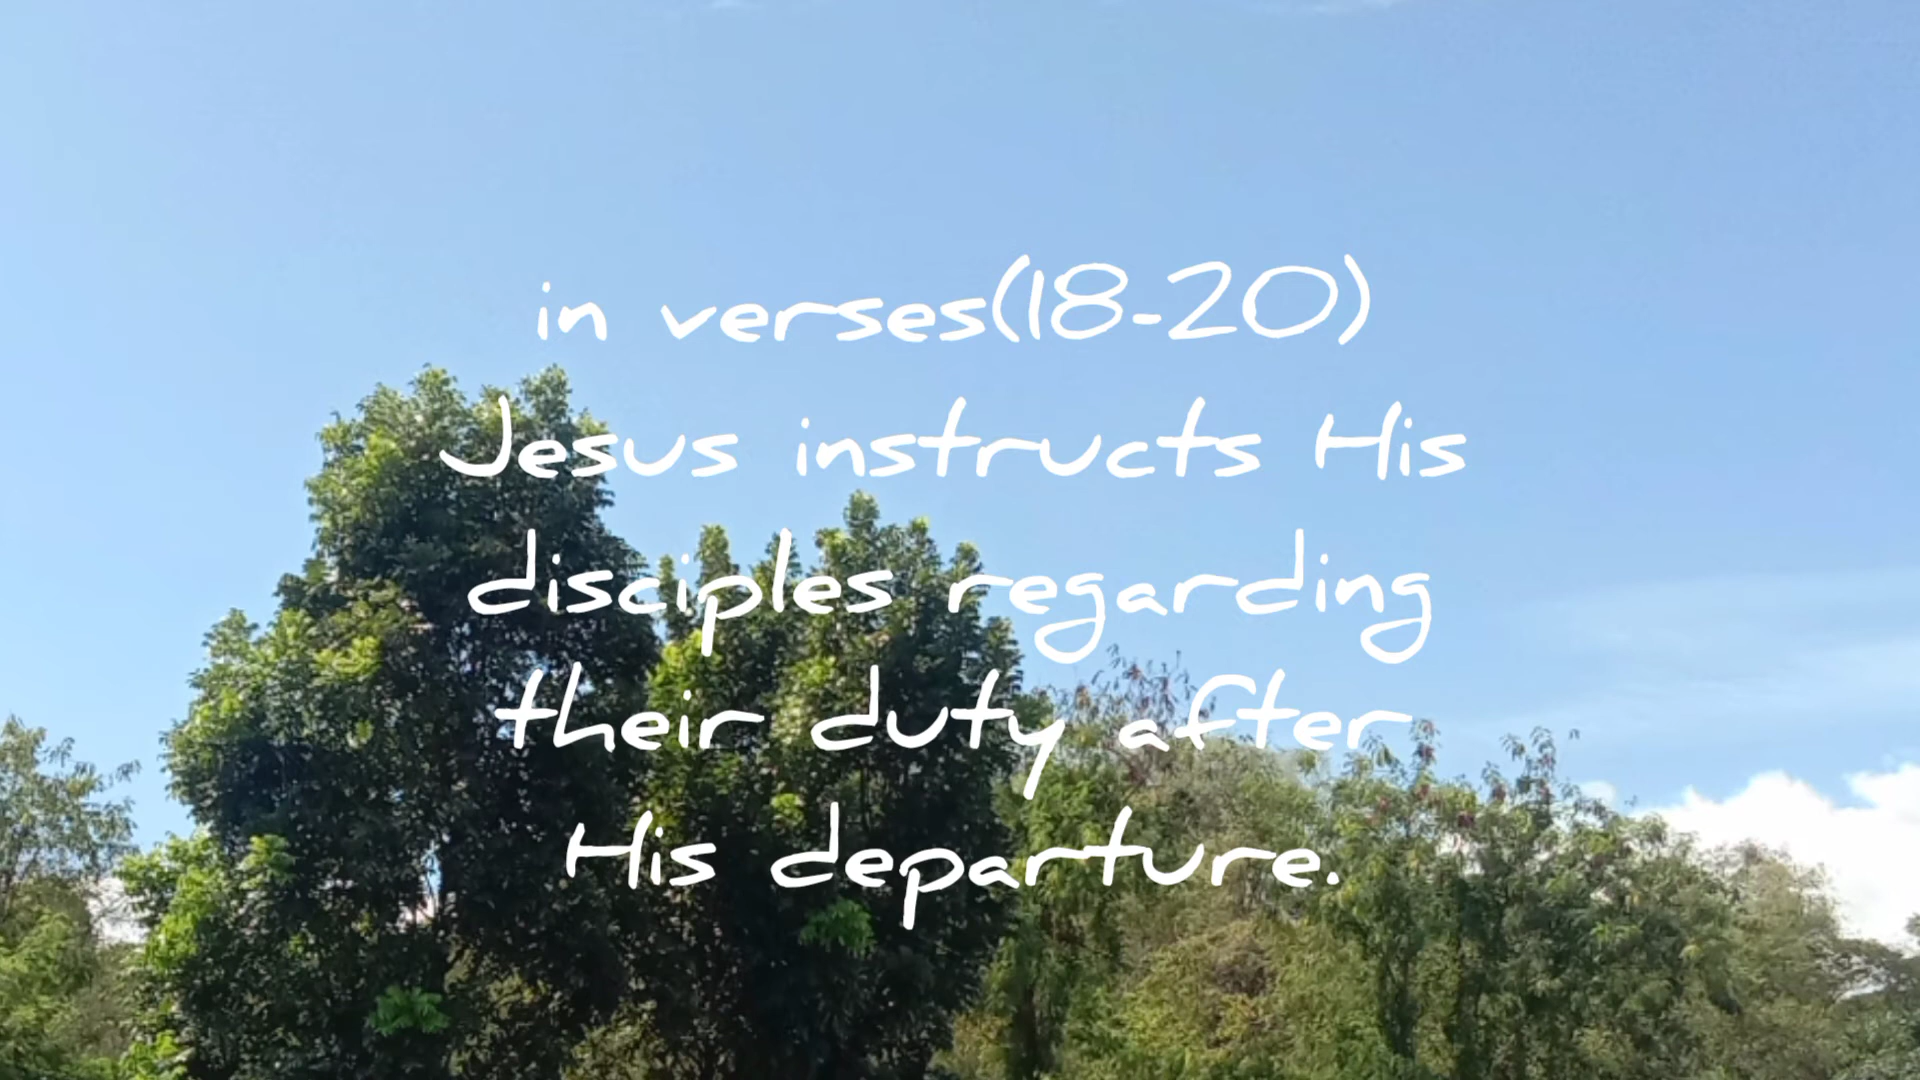 in verses(18-20)
Jesus instructs His
disciples regarding
their duty after
His departure.